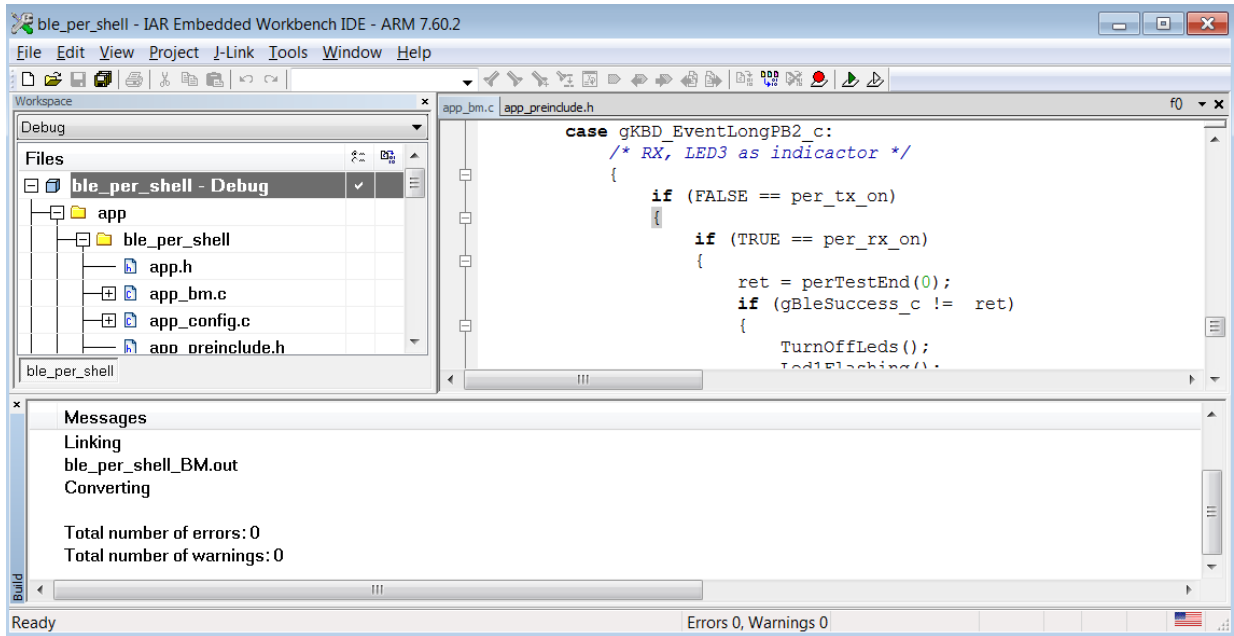 ble_per_shell - IAR Embedded Workbench IDE - ARM 7.60.2
File Edit View Project J-Link Tools Window Help
Workspace
Debug
Files
ble_per_shell - Debug
app
ble_per_shell
app.h
app_bm.c
app_config.c
app_preinclude.h
ble_per_shell
app_bm.c app_preinclude.h f()
case gKBD_EventLongPB2_c:
/* RX, LED3 as indicactor */
{
if (FALSE == per_tx_on)
{
if (TRUE == per_rx_on)
{
ret = perTestEnd(0);
if (gBleSuccess_c != ret)
{
TurnOffLeds();
Led1Flashing();
Messages
Linking
ble_per_shell_BM.out
Converting
Total number of errors: 0
Total number of warnings: 0
Build
Ready
Errors 0, Warnings 0